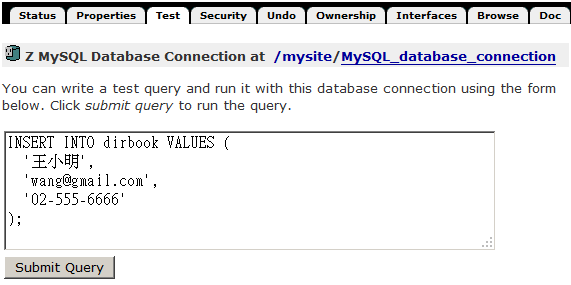 Status Properties Test Security Undo Ownership Interfaces Browse Doc
Z MySQL Database Connection at /mysite/MySQL_database_connection
You can write a test query and run it with this database connection using the form
below. Click submit query to run the query.
INSERT INTO dirbook VALUES (
'王小明',
'wang@gmail.com',
'02-555-6666'
);
Submit Query